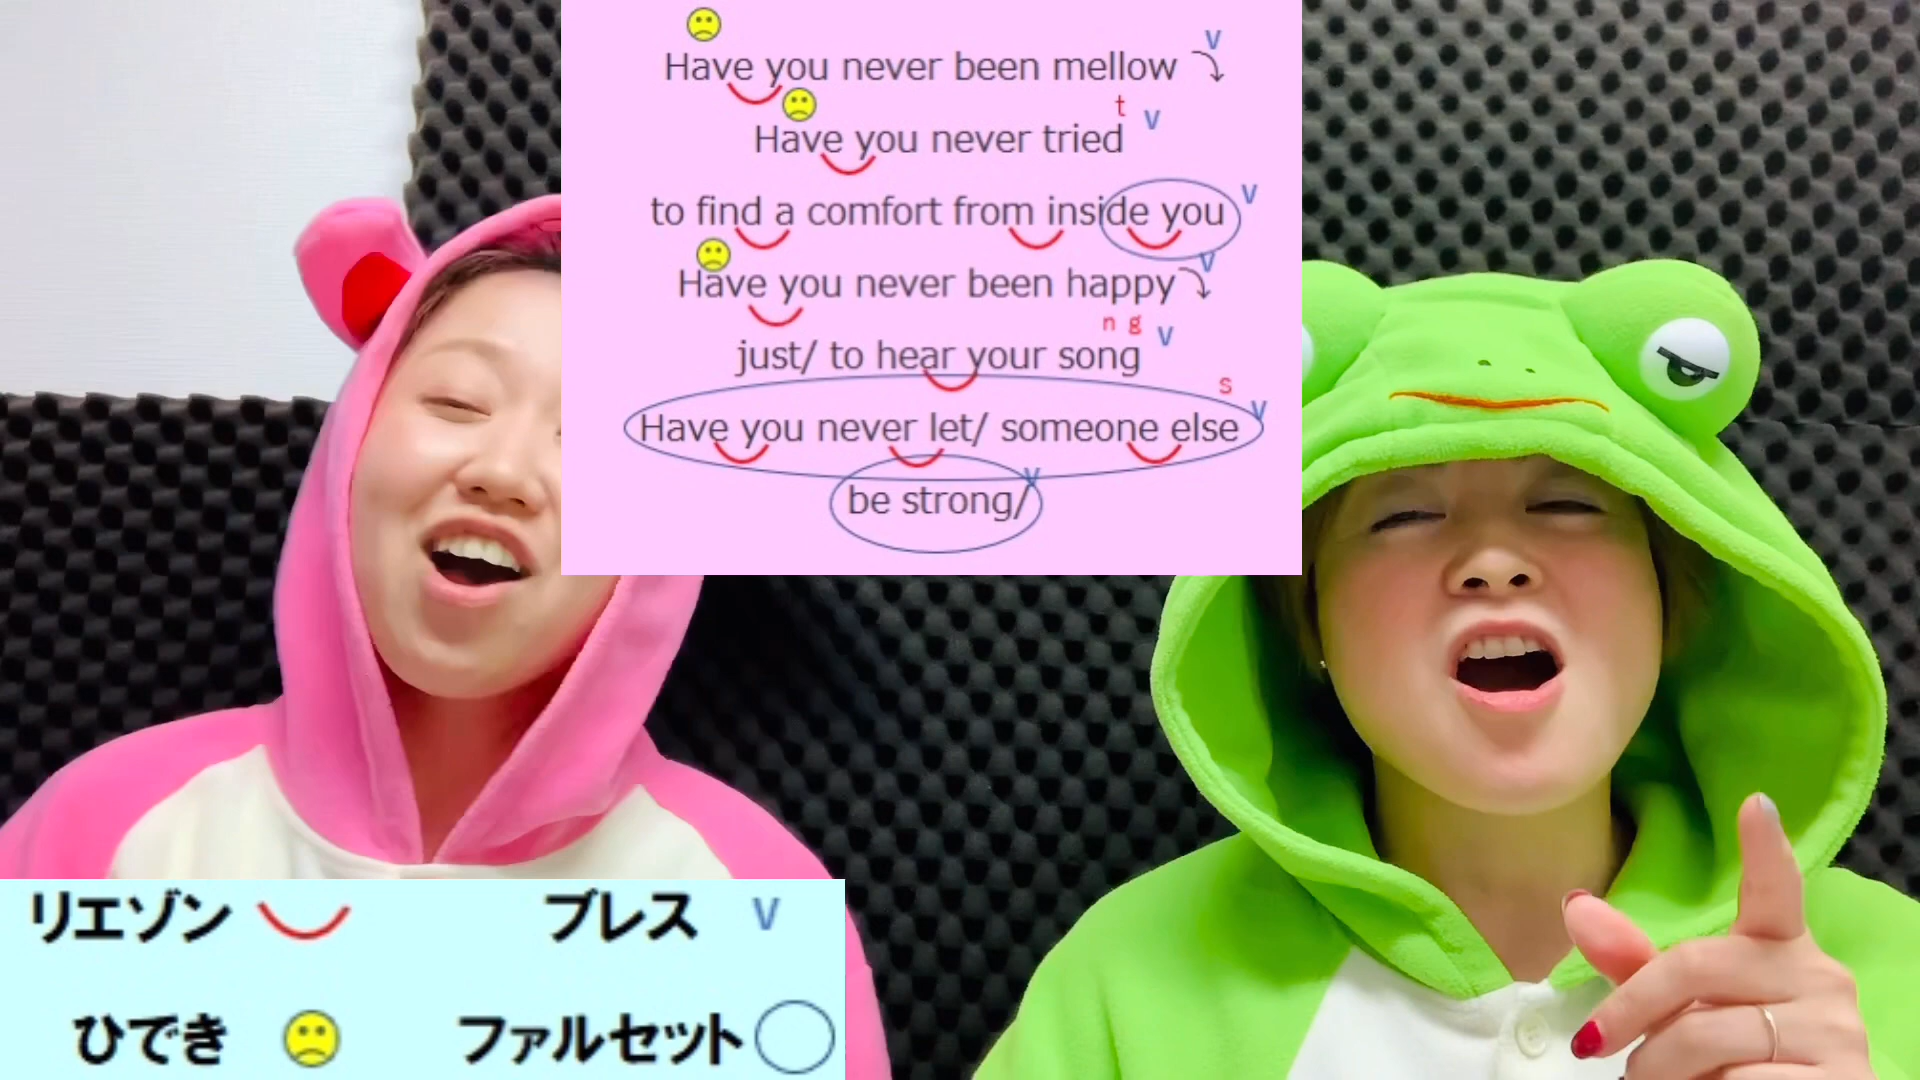 v
Have you never been mellow
t v
Have you never tried
to find a comfort from inside you v
Have you never been happy v
n g v
just/ to hear your song
s
Have you never let/ someone else v
be strong/ v
リエゾン ブレス v
ひでき ファルセット